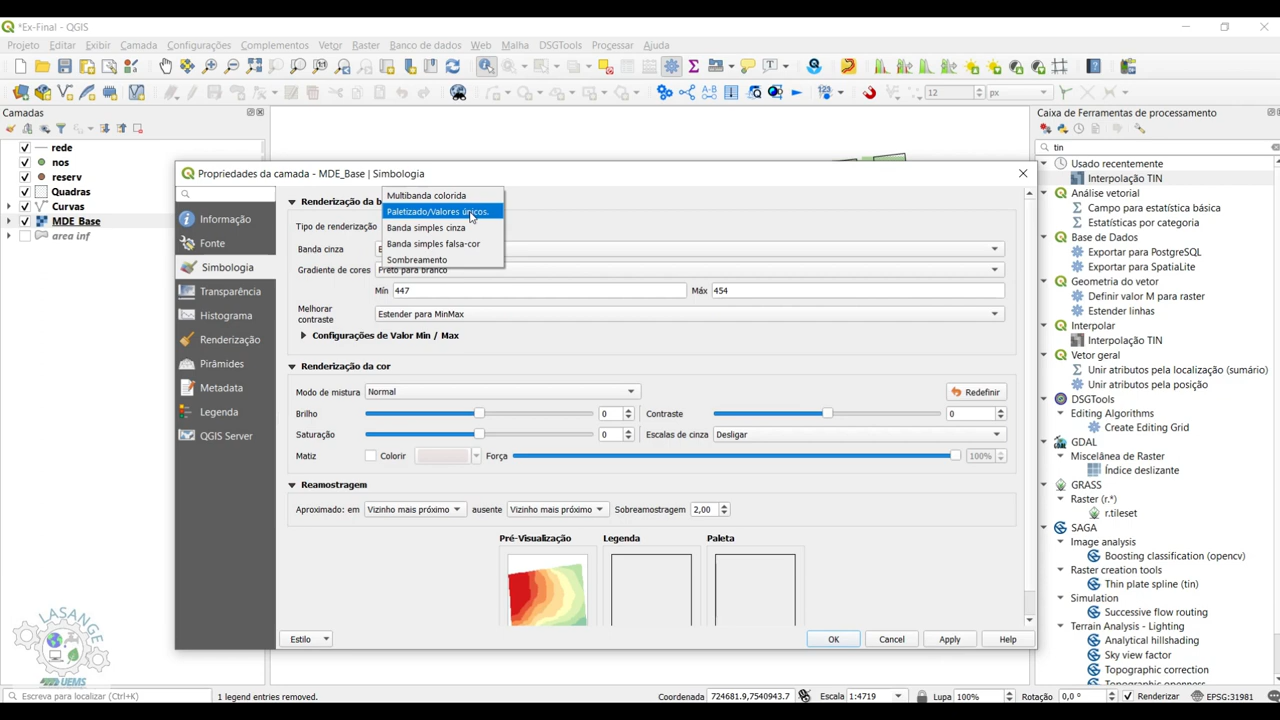 *Ex-Final — QGIS
Projeto Editar Exibir Camada Configurações Complementos Vetor Raster Banco de dados Web Malha DSGTools Processar Ajuda
12 px
Camadas
rede
nos
reserv
Quadras
Curvas
MDE_Base
area inf
Propriedades da camada - MDE_Base | Simbologia
Informação
Fonte
Simbologia
Transparência
Histograma
Renderização
Pirâmides
Metadata
Legenda
QGIS Server
Renderização da b
Tipo de renderização
Multibanda colorida
Paletizado/Valores únicos.
Banda simples cinza
Banda simples falsa-cor
Sombreamento
Banda cinza
Gradiente de cores Preto para branco
Mín 447 Máx 454
Melhorar contraste Estender para MinMax
Configurações de Valor Min / Max
Renderização da cor
Modo de mistura Normal Redefinir
Brilho 0 Contraste 0
Saturação 0 Escalas de cinza Desligar
Matiz Colorir Força 100%
Reamostragem
Aproximado: em Vizinho mais próximo ausente Vizinho mais próximo Sobreamostragem 2,00
Pré-Visualização Legenda Paleta
Estilo OK Cancel Apply Help
Caixa de Ferramentas de processamento
tin
Usado recentemente
Interpolação TIN
Análise vetorial
Campo para estatística básica
Estatísticas por categoria
Base de Dados
Exportar para PostgreSQL
Exportar para SpatiaLite
Geometria do vetor
Definir valor M para raster
Estender linhas
Interpolar
Interpolação TIN
Vetor geral
Unir atributos pela localização (sumário)
Unir atributos pela posição
DSGTools
Editing Algorithms
Create Editing Grid
GDAL
Miscelânea de Raster
Índice deslizante
GRASS
Raster (r.*)
r.tileset
SAGA
Image analysis
Boosting classification (opencv)
Raster creation tools
Thin plate spline (tin)
Simulation
Successive flow routing
Terrain Analysis - Lighting
Analytical hillshading
Sky view factor
Topographic correction
Topographic openness
LASANGE
UEMS
Escreva para localizar (Ctrl+K) 1 legend entries removed. Coordenada 724681.9,7540943.7 Escala 1:4719 Lupa 100% Rotação 0,0 ° Renderizar EPSG:31981